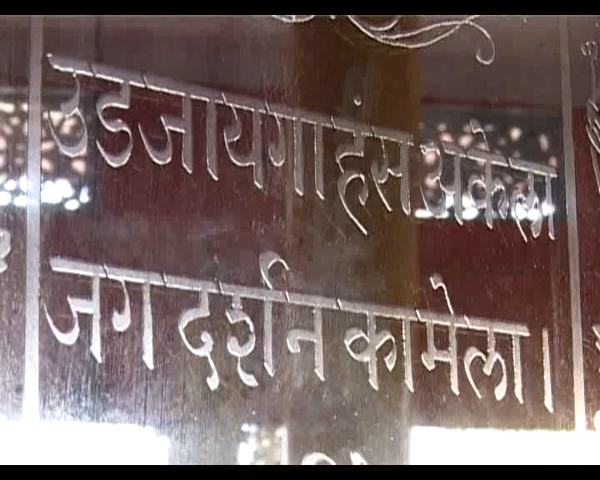 उडजायगा हंस अकेला
जग दर्शन का मेला।